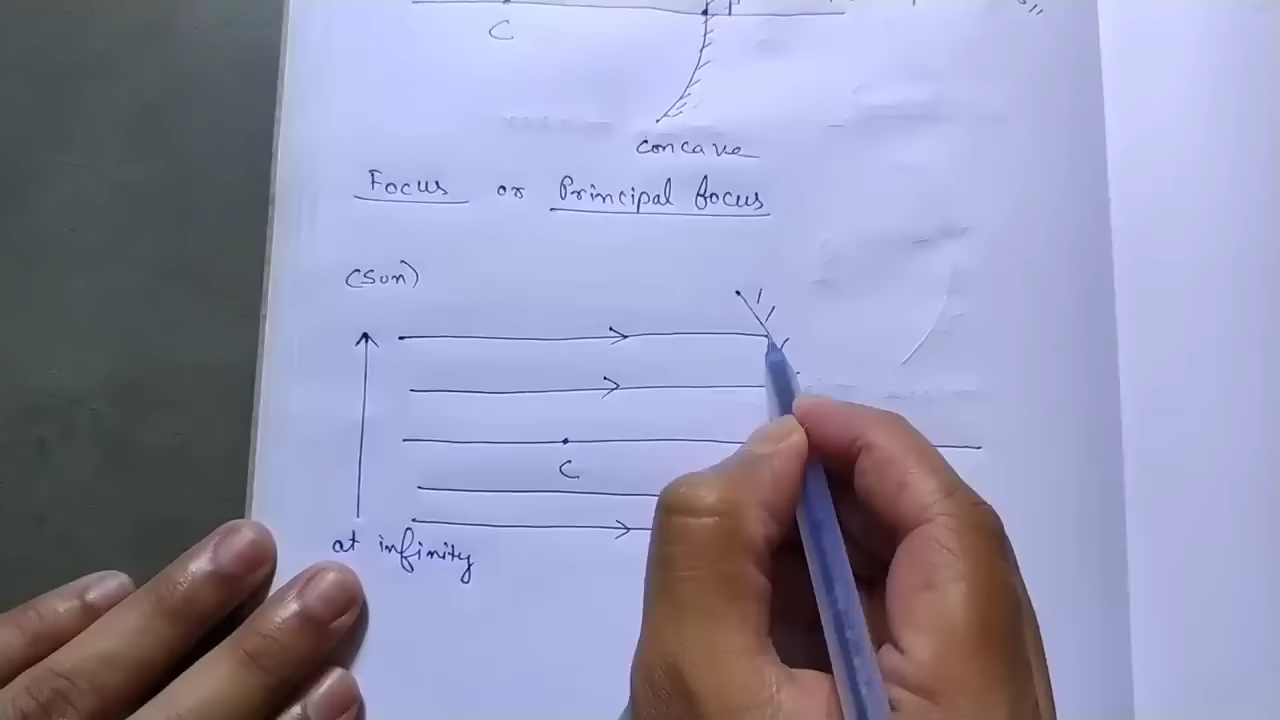 C
concave
Focus or Principal focus
(Sun)
C
at infinity